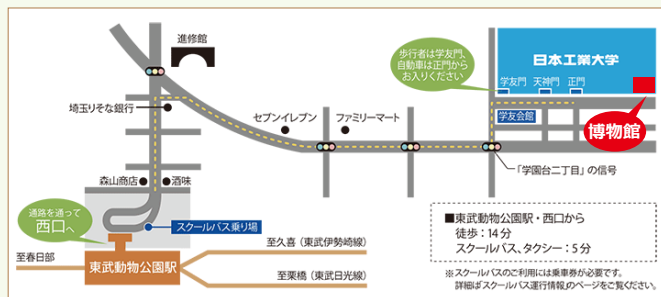 進修館
歩行者は学友門、
自動車は正門から
お入りください
日本工業大学
学友門
天神門
正門
博物館
学友会館
埼玉りそな銀行
セブンイレブン
ファミリーマート
「学園台二丁目」の信号
森山商店
酒味
通路を通って
西口へ
スクールバス乗り場
至春日部
東武動物公園駅
至久喜（東武伊勢崎線）
至栗橋（東武日光線）
■東武動物公園駅・西口から
徒歩：14分
スクールバス、タクシー：5分
※スクールバスのご利用には乗車券が必要です。
詳細は「スクールバス運行情報」のページをご覧ください。